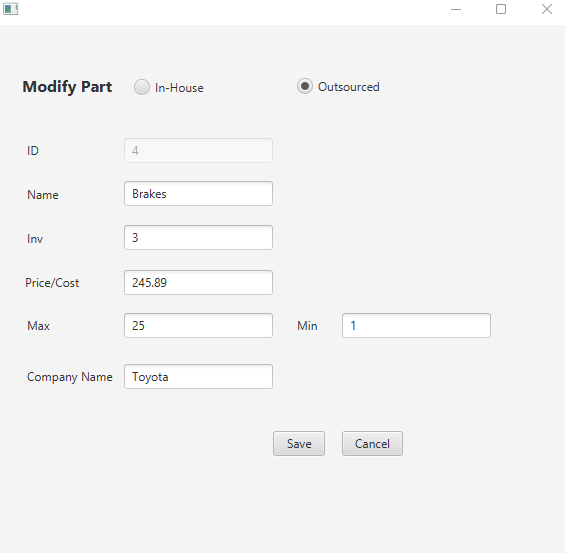 Modify Part In-House Outsourced
ID 4
Name Brakes
Inv 3
Price/Cost 245.89
Max 25 Min 1
Company Name Toyota
Save Cancel